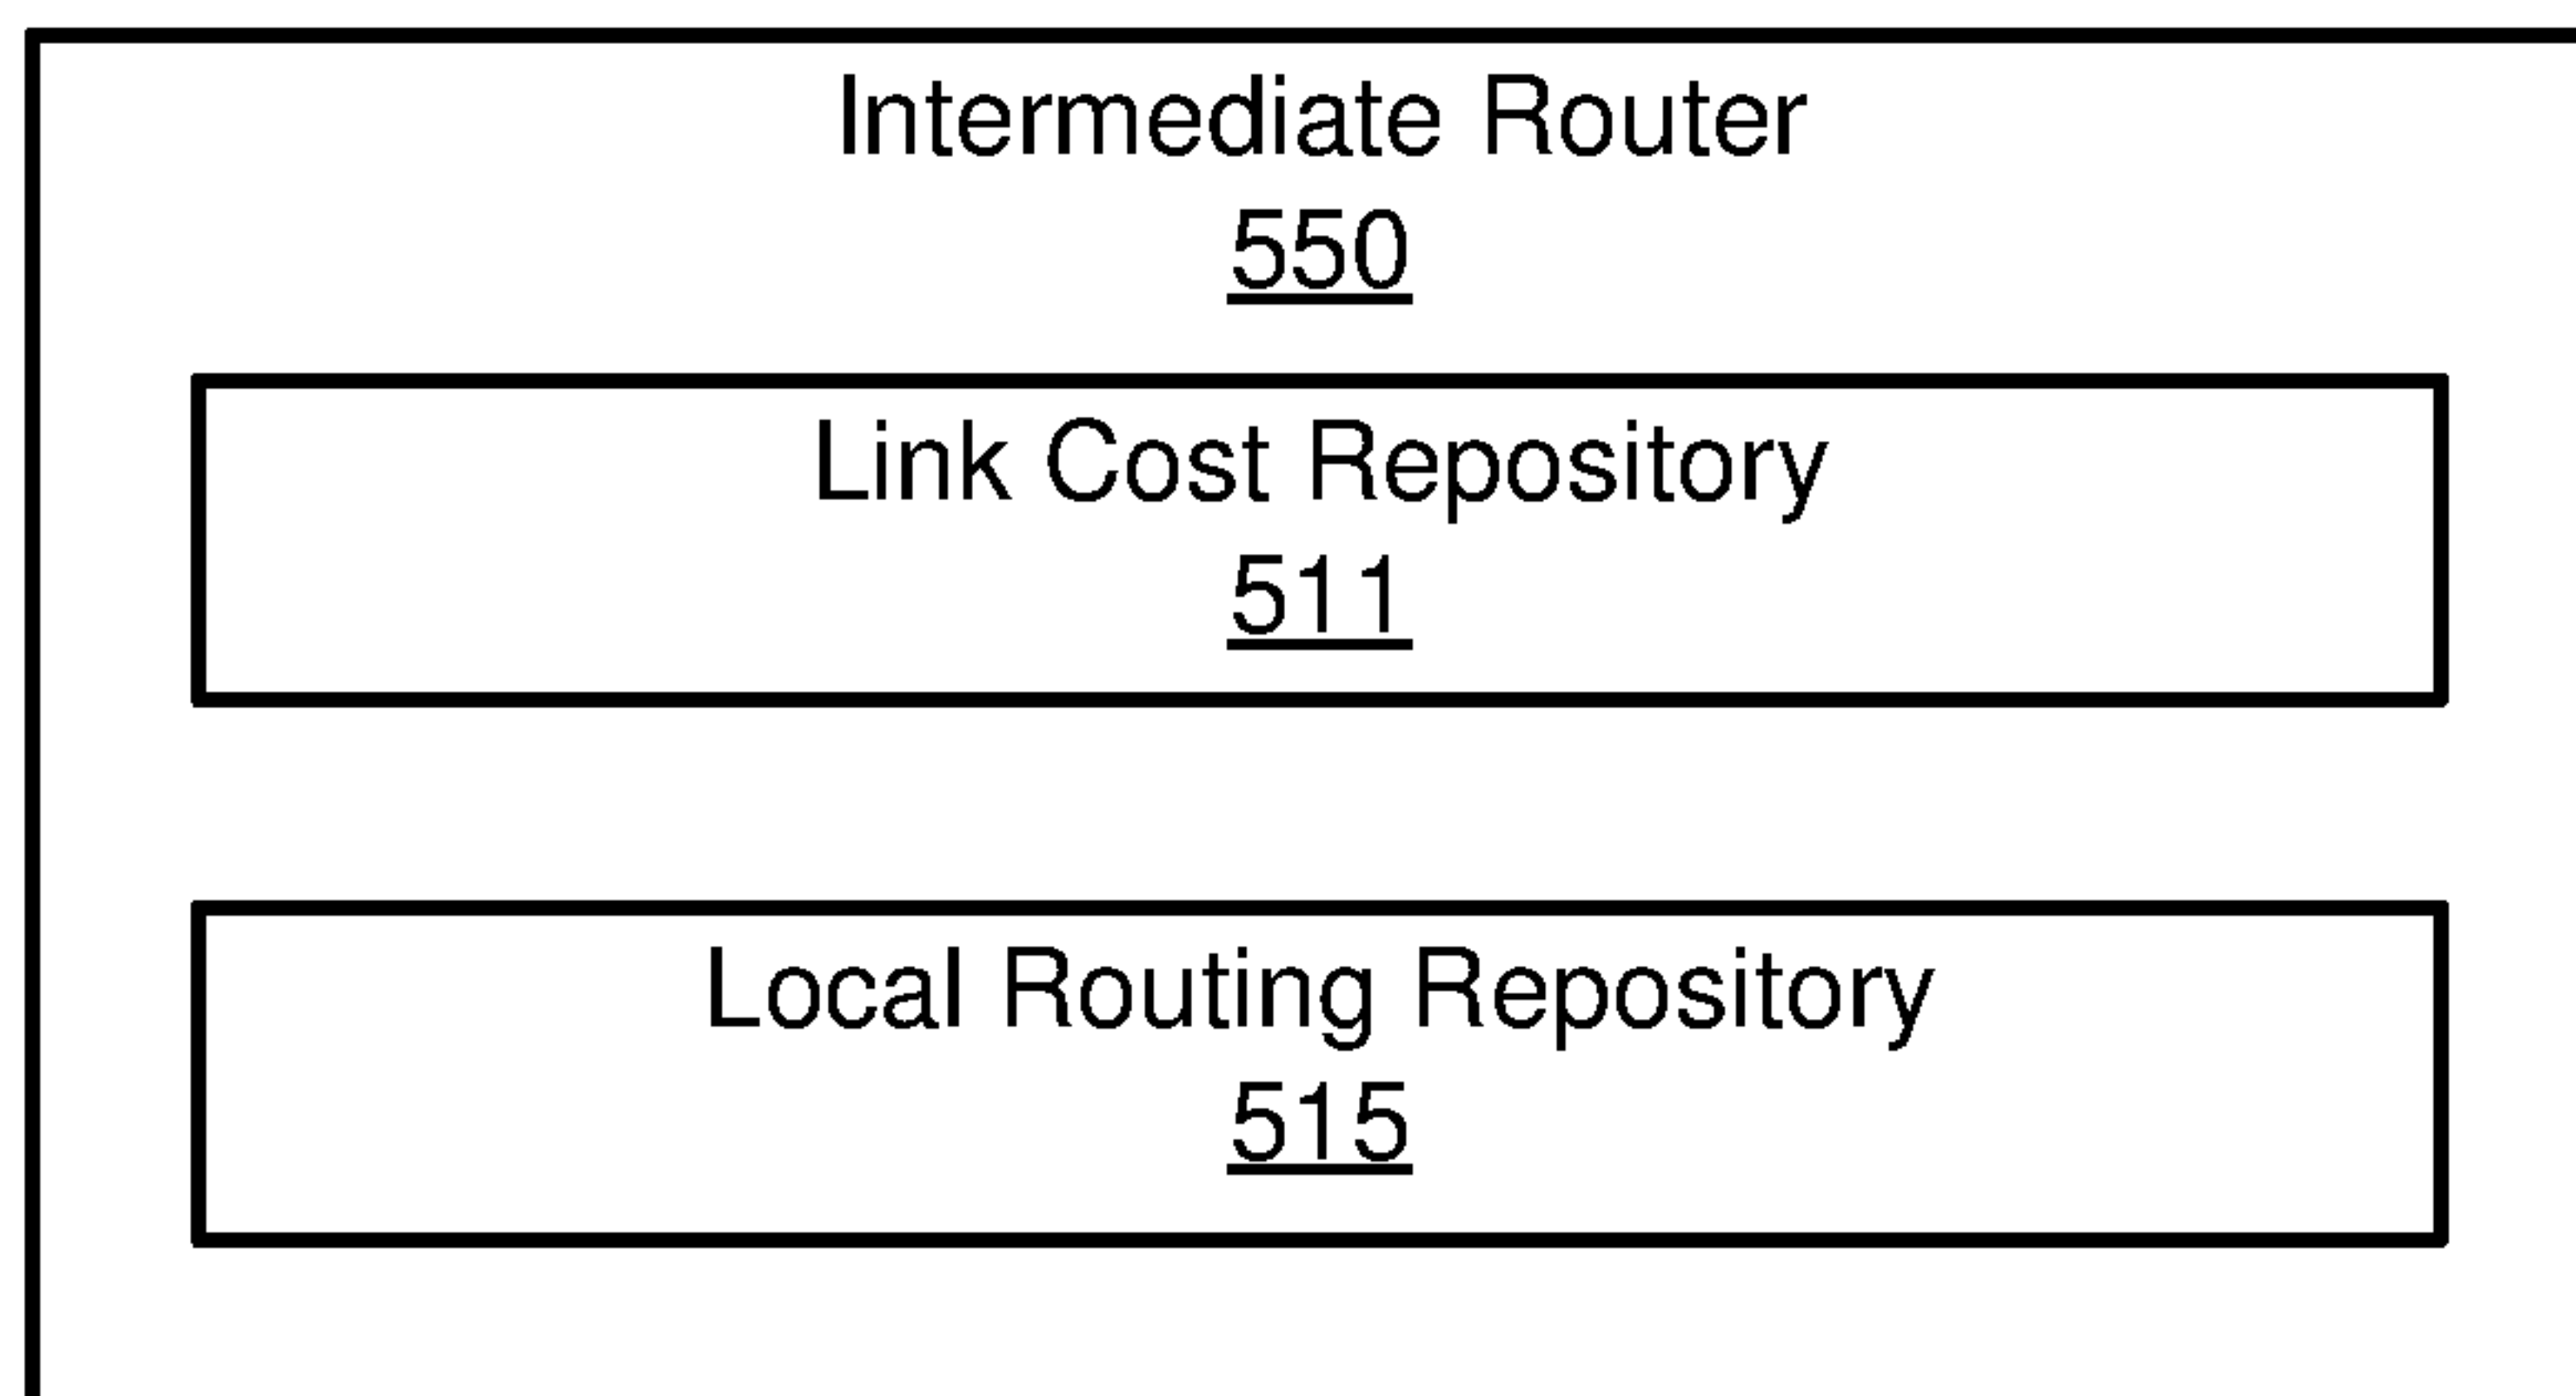 Intermediate Router
550
Link Cost Repository
511
Local Routing Repository
515